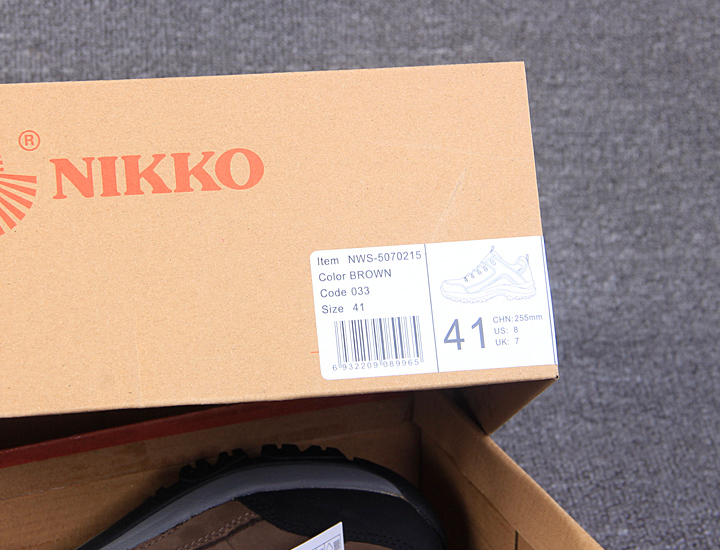 ®
NIKKO
Item NWS-5070215
Color BROWN
Code 033
Size 41
6 932209 089965
41
CHN: 255mm
US: 8
UK: 7